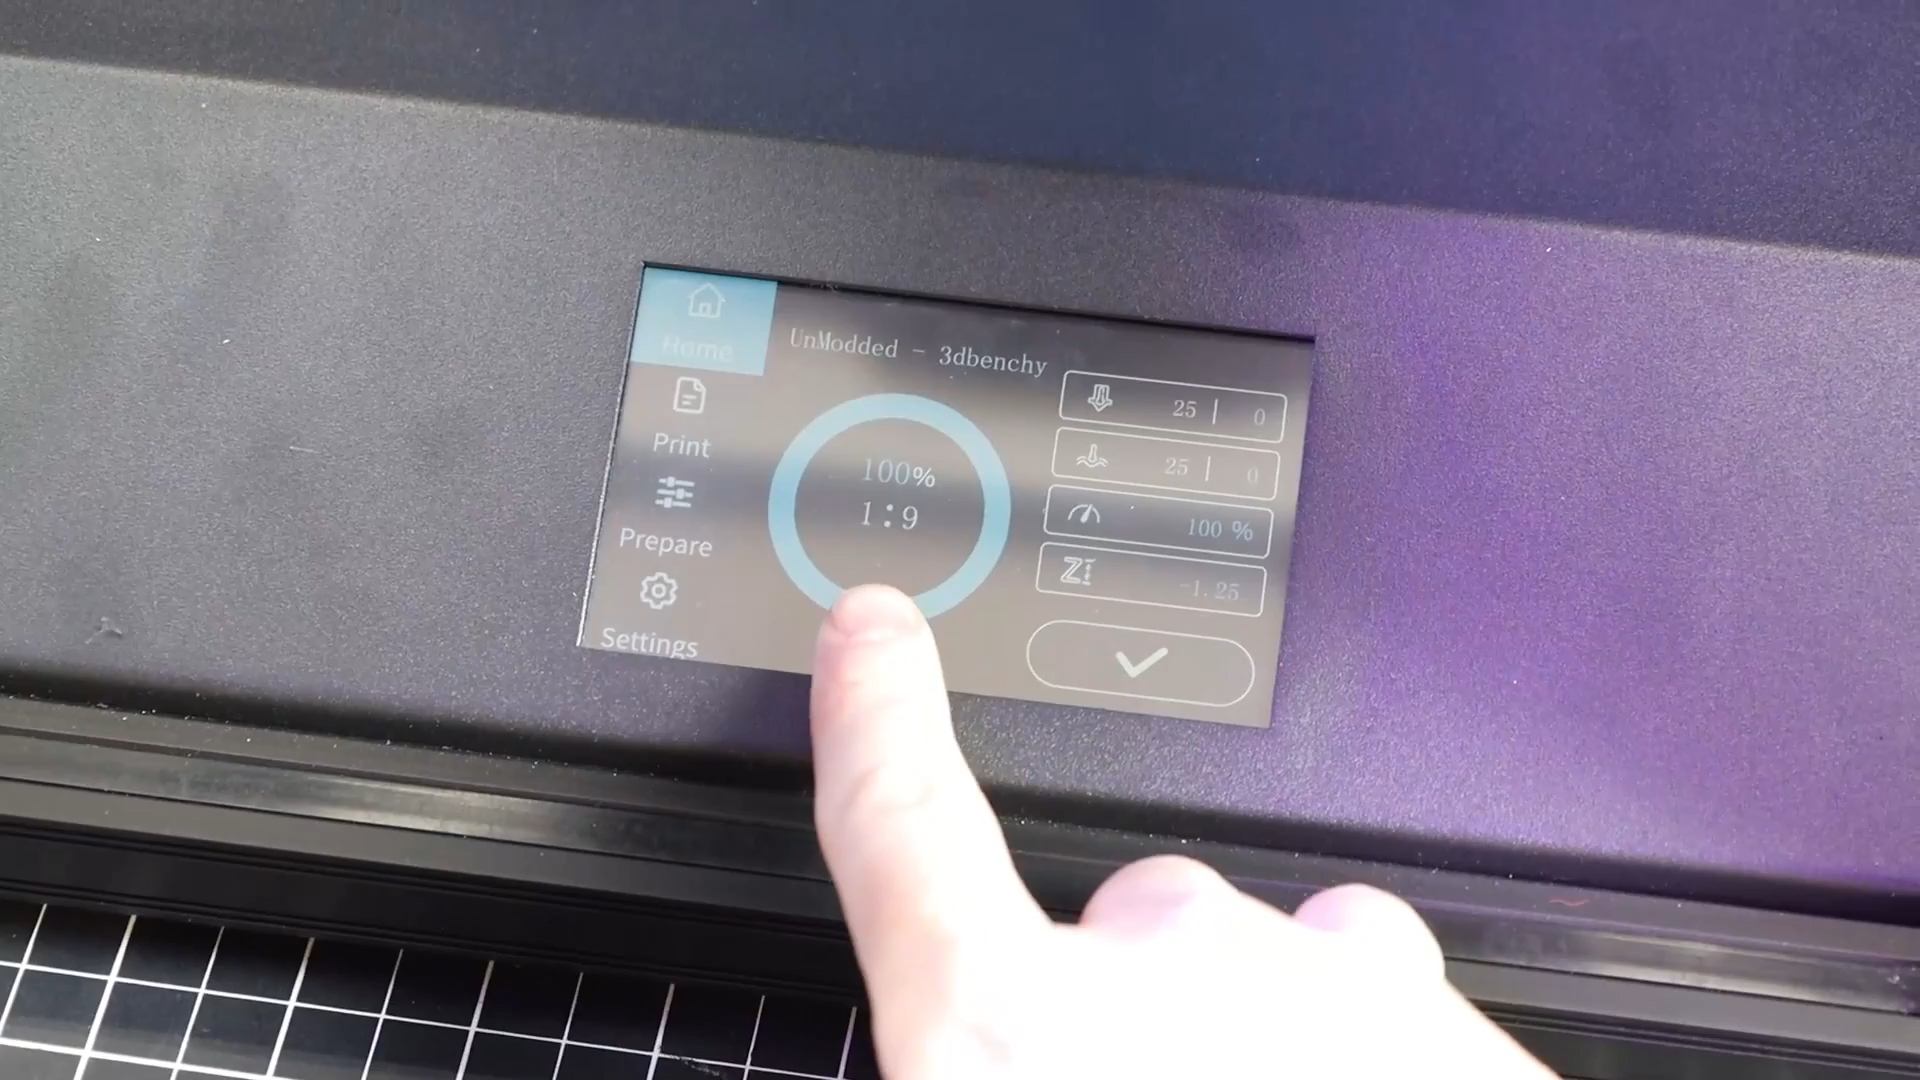 Home
Print
Prepare
Settings
UnModded - 3dbenchy
100%
1:9
25 | 0
25 | 0
100 %
Z
-1.25